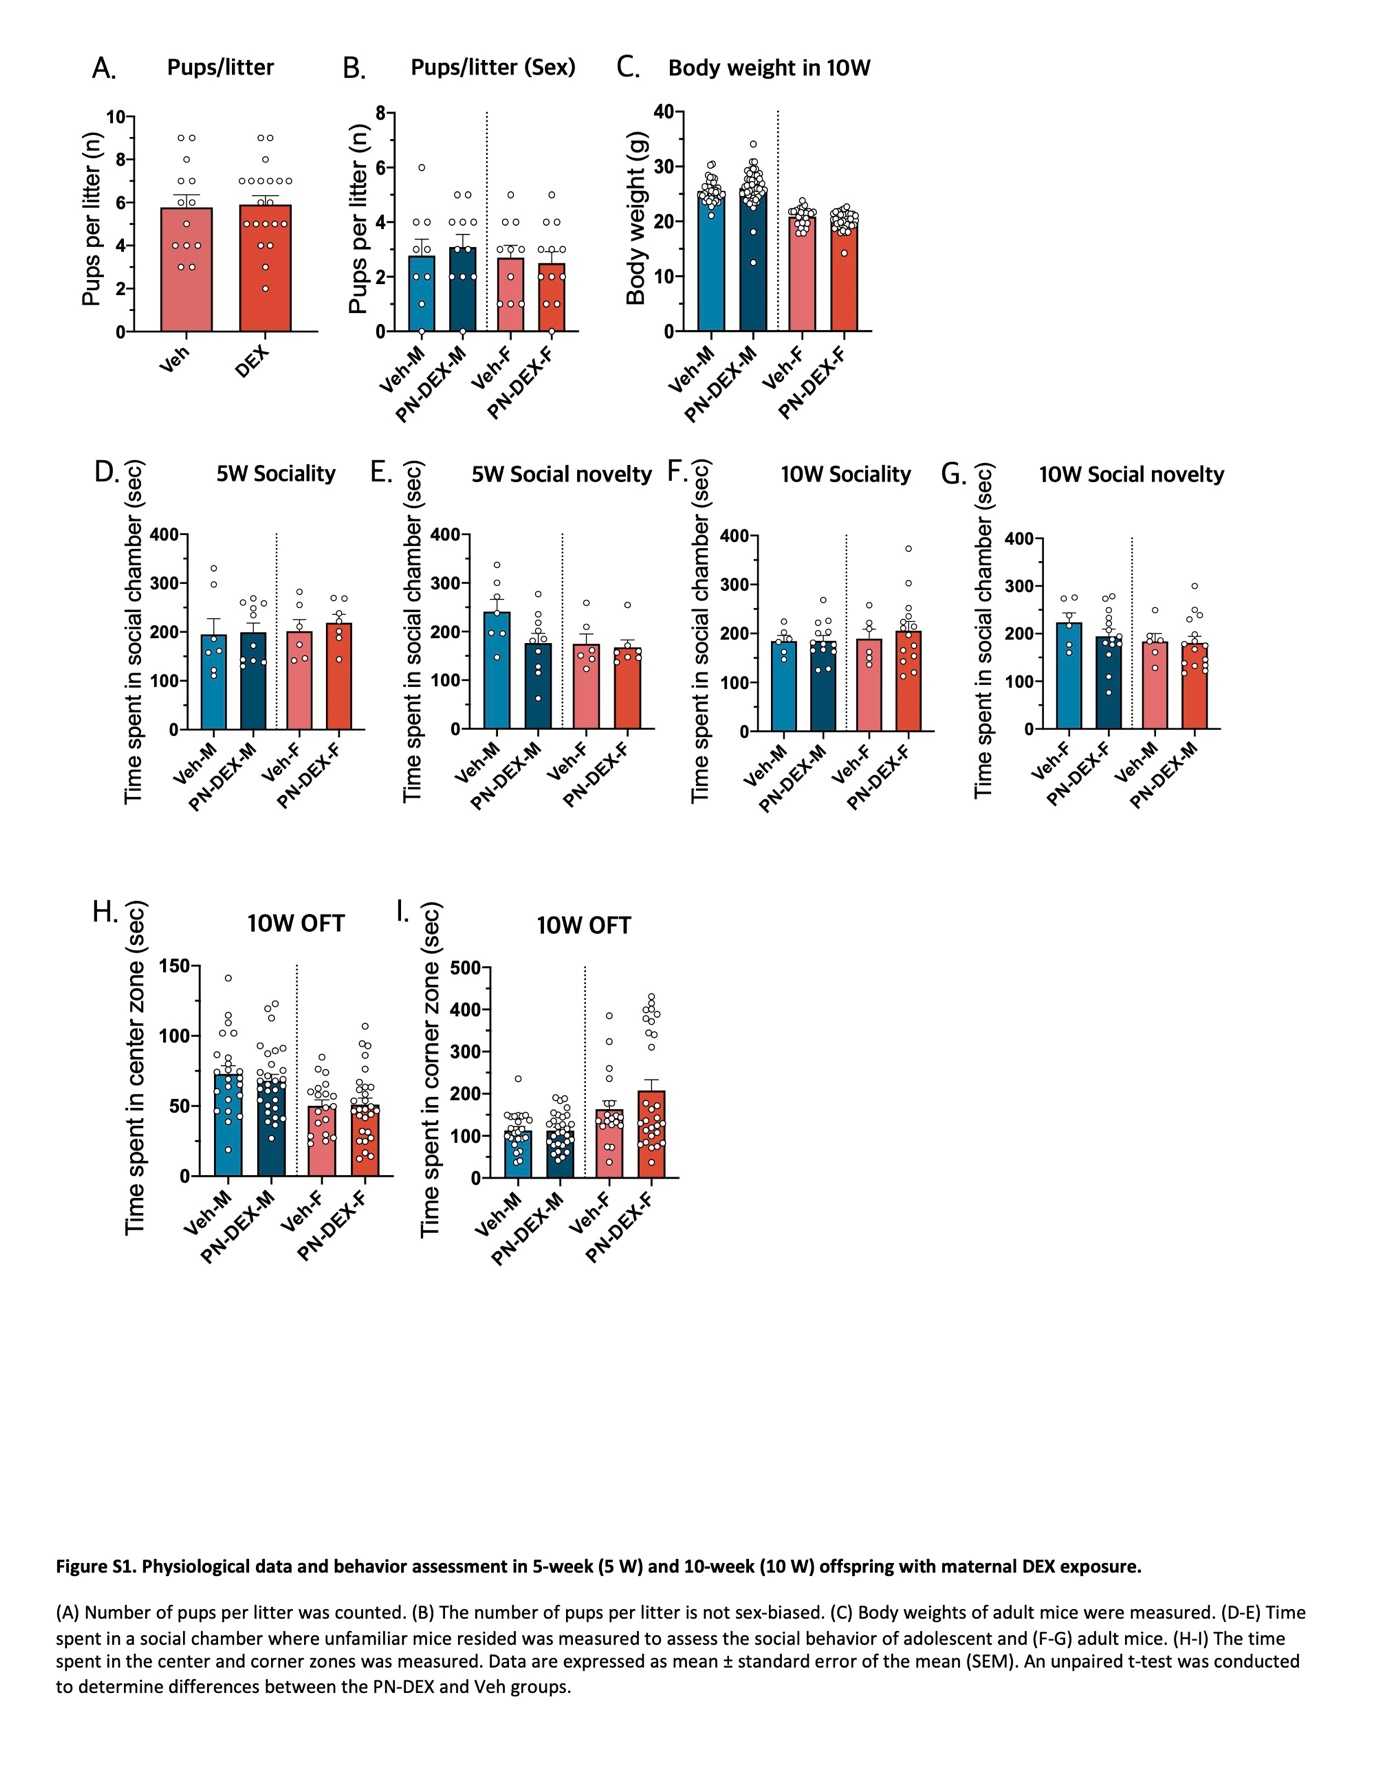 A. Pups/litter
Pups per litter (n)
10
8
6
4
2
0
Veh
DEX
B. Pups/litter (Sex)
Pups per litter (n)
8
6
4
2
0
Veh-M
PN-DEX-M
Veh-F
PN-DEX-F
C. Body weight in 10W
Body weight (g)
40
30
20
10
0
Veh-M
PN-DEX-M
Veh-F
PN-DEX-F
D. 5W Sociality
Time spent in social chamber (sec)
400
300
200
100
0
Veh-M
PN-DEX-M
Veh-F
PN-DEX-F
E. 5W Social novelty
Time spent in social chamber (sec)
400
300
200
100
0
Veh-M
PN-DEX-M
Veh-F
PN-DEX-F
F. 10W Sociality
Time spent in social chamber (sec)
400
300
200
100
0
Veh-M
PN-DEX-M
Veh-F
PN-DEX-F
G. 10W Social novelty
Time spent in social chamber (sec)
400
300
200
100
0
Veh-F
PN-DEX-F
Veh-M
PN-DEX-M
H. 10W OFT
Time spent in center zone (sec)
150
100
50
0
Veh-M
PN-DEX-M
Veh-F
PN-DEX-F
I. 10W OFT
Time spent in corner zone (sec)
500
400
300
200
100
0
Veh-M
PN-DEX-M
Veh-F
PN-DEX-F
Figure S1. Physiological data and behavior assessment in 5-week (5 W) and 10-week (10 W) offspring with maternal DEX exposure.
(A) Number of pups per litter was counted. (B) The number of pups per litter is not sex-biased. (C) Body weights of adult mice were measured. (D-E) Time
spent in a social chamber where unfamiliar mice resided was measured to assess the social behavior of adolescent and (F-G) adult mice. (H-I) The time
spent in the center and corner zones was measured. Data are expressed as mean ± standard error of the mean (SEM). An unpaired t-test was conducted
to determine differences between the PN-DEX and Veh groups.